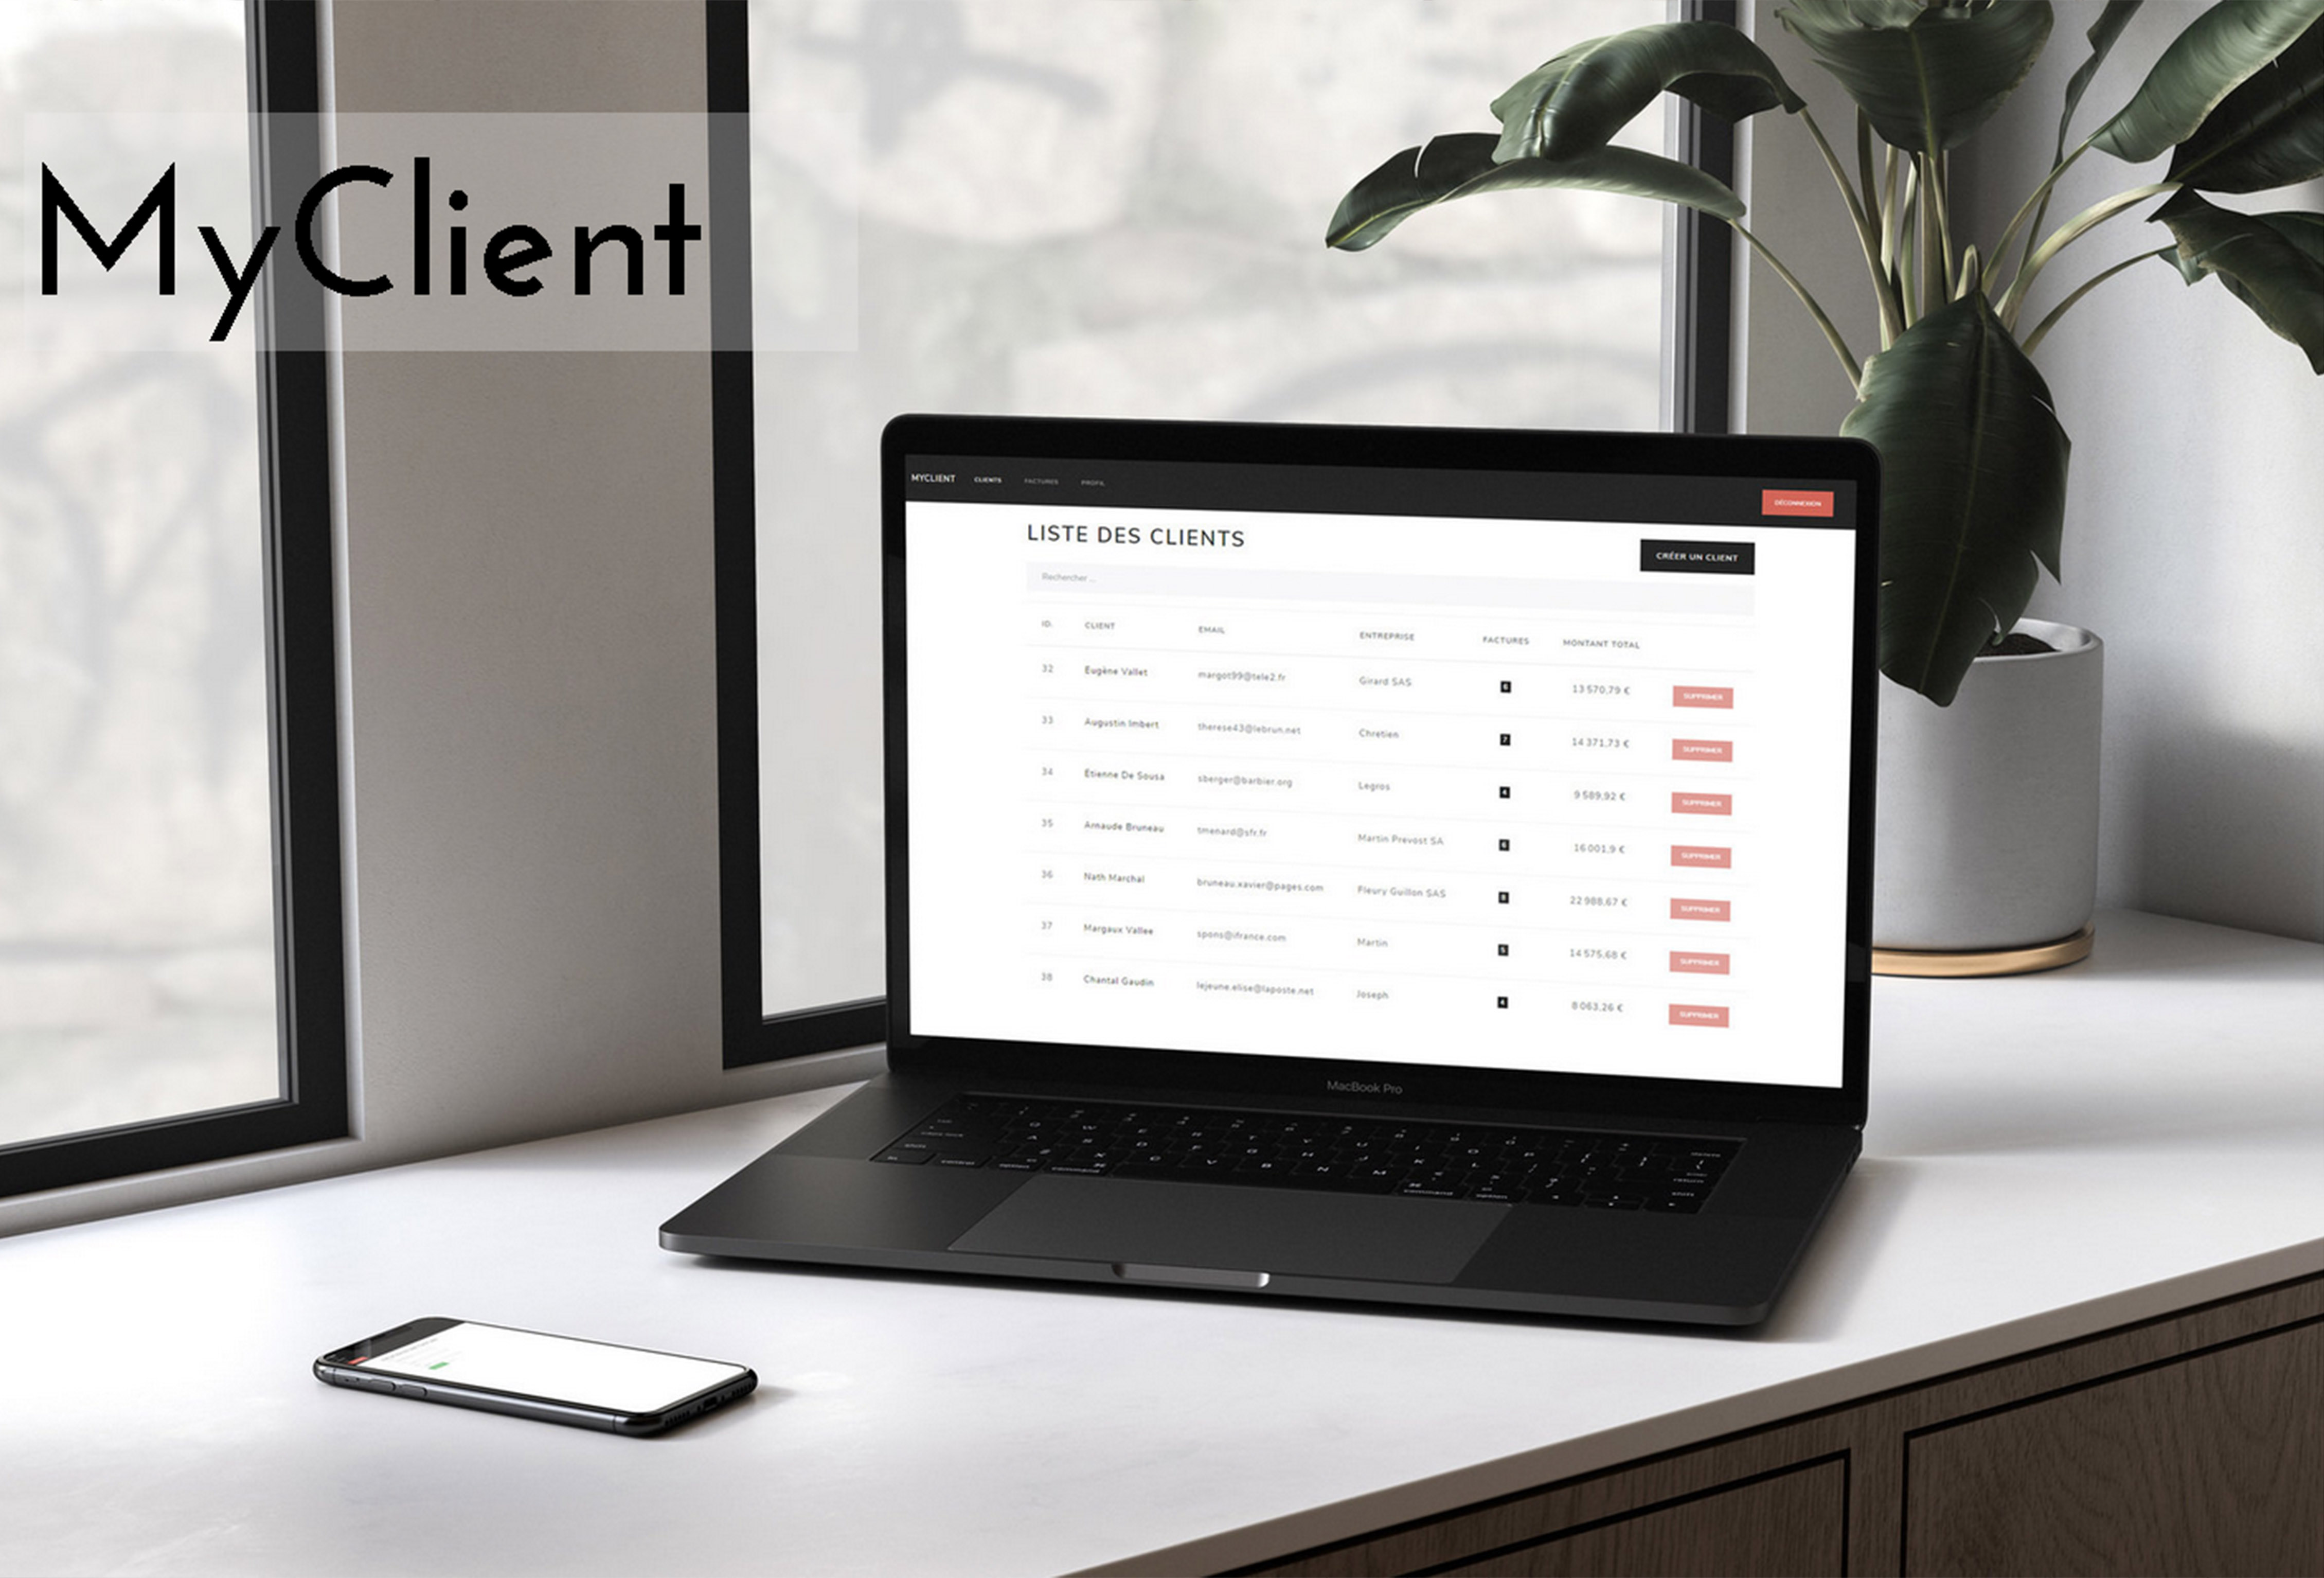 MyClient
MYCLIENT CLIENTS FACTURES PROFIL DÉCONNEXION
LISTE DES CLIENTS
CRÉER UN CLIENT
Rechercher ...
ID. CLIENT EMAIL ENTREPRISE FACTURES MONTANT TOTAL
32 Eugène Vallet margot99@tele2.fr Girard SAS 6 13 570,79 € SUPPRIMER
33 Augustin Imbert therese43@lebrun.net Chretien 7 14 371,73 € SUPPRIMER
34 Étienne De Sousa sberger@barbier.org Legros 9 589,92 € SUPPRIMER
35 Arnaude Bruneau tmenard@sfr.fr Martin Prevost SA 6 16 001,9 € SUPPRIMER
36 Nath Marchal bruneau.xavier@pages.com Fleury Guillon SAS 8 22 988,67 € SUPPRIMER
37 Margaux Vallee spons@ifrance.com Martin 5 14 575,68 € SUPPRIMER
38 Chantal Gaudin lejeune.elise@laposte.net Joseph 4 8 063,26 € SUPPRIMER
MacBook Pro